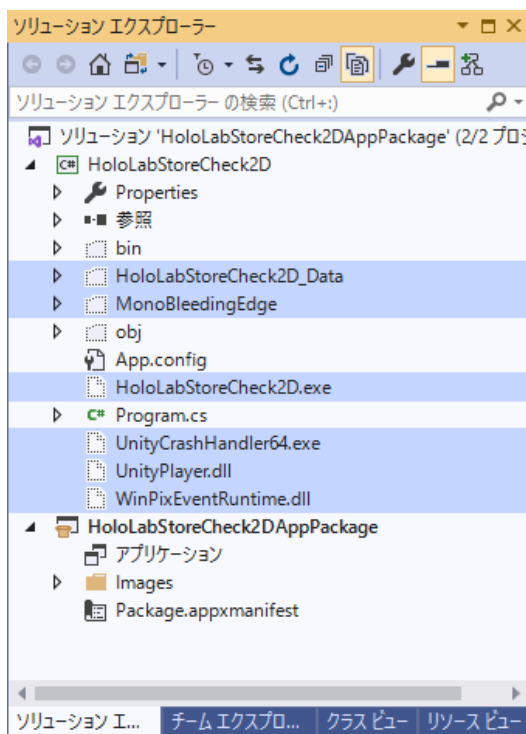 ソリューション エクスプローラー
ソリューション エクスプローラー の検索 (Ctrl+:)
ソリューション 'HoloLabStoreCheck2DAppPackage' (2/2 プロジ
C# HoloLabStoreCheck2D
Properties
参照
bin
HoloLabStoreCheck2D_Data
MonoBleedingEdge
obj
App.config
HoloLabStoreCheck2D.exe
C# Program.cs
UnityCrashHandler64.exe
UnityPlayer.dll
WinPixEventRuntime.dll
HoloLabStoreCheck2DAppPackage
アプリケーション
Images
Package.appxmanifest
ソリューション エ... チーム エクスプロ... クラス ビュー リソース ビュー